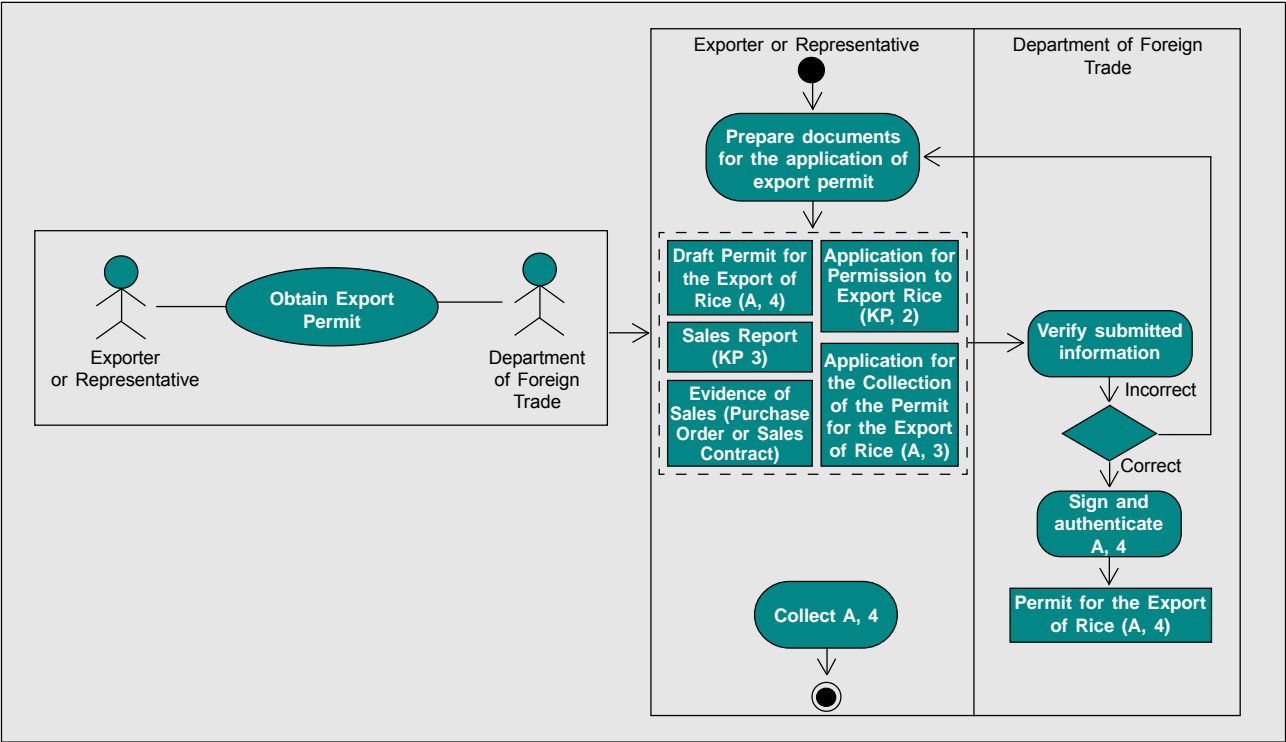 Obtain Export
Permit
Exporter
or Representative
Department
of Foreign
Trade
Exporter or Representative
Prepare documents
for the application of
export permit
Draft Permit for
the Export of
Rice (A, 4)
Application for
Permission to
Export Rice
(KP, 2)
Sales Report
(KP 3)
Application for
the Collection
of the Permit
for the Export
of Rice (A, 3)
Evidence of
Sales (Purchase
Order or Sales
Contract)
Collect A, 4
Department of Foreign
Trade
Verify submitted
information
Incorrect
Correct
Sign and
authenticate
A, 4
Permit for the Export
of Rice (A, 4)